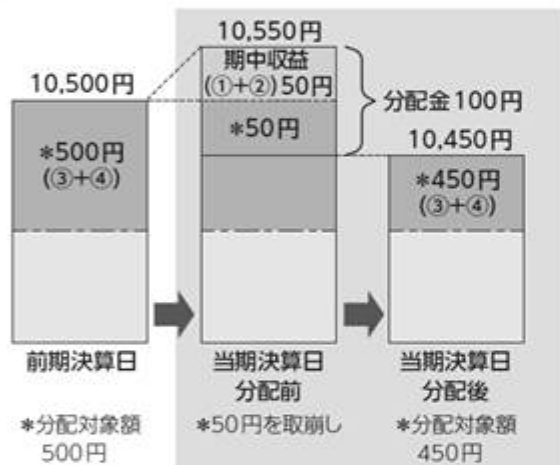 10,500円
*500円
(③+④)
前期決算日
*分配対象額
500円
10,550円
期中収益
(①+②)50円
*50円
分配金100円
当期決算日
分配前
*50円を取崩し
10,450円
*450円
(③+④)
当期決算日
分配後
*分配対象額
450円